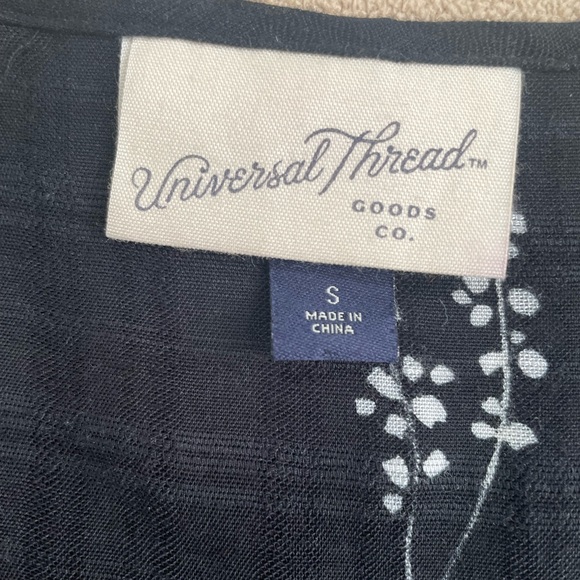 Universal Thread™
GOODS
CO.
S
MADE IN
CHINA